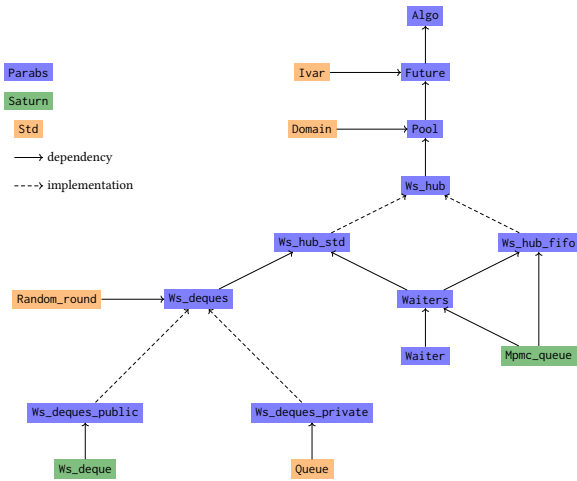 Algo
Parabs
Ivar
Future
Saturn
Std
Domain
Pool
dependency
implementation
Ws_hub
Ws_hub_std
Ws_hub_fifo
Random_round
Ws_deques
Waiters
Waiter
Mpmc_queue
Ws_deques_public
Ws_deques_private
Ws_deque
Queue